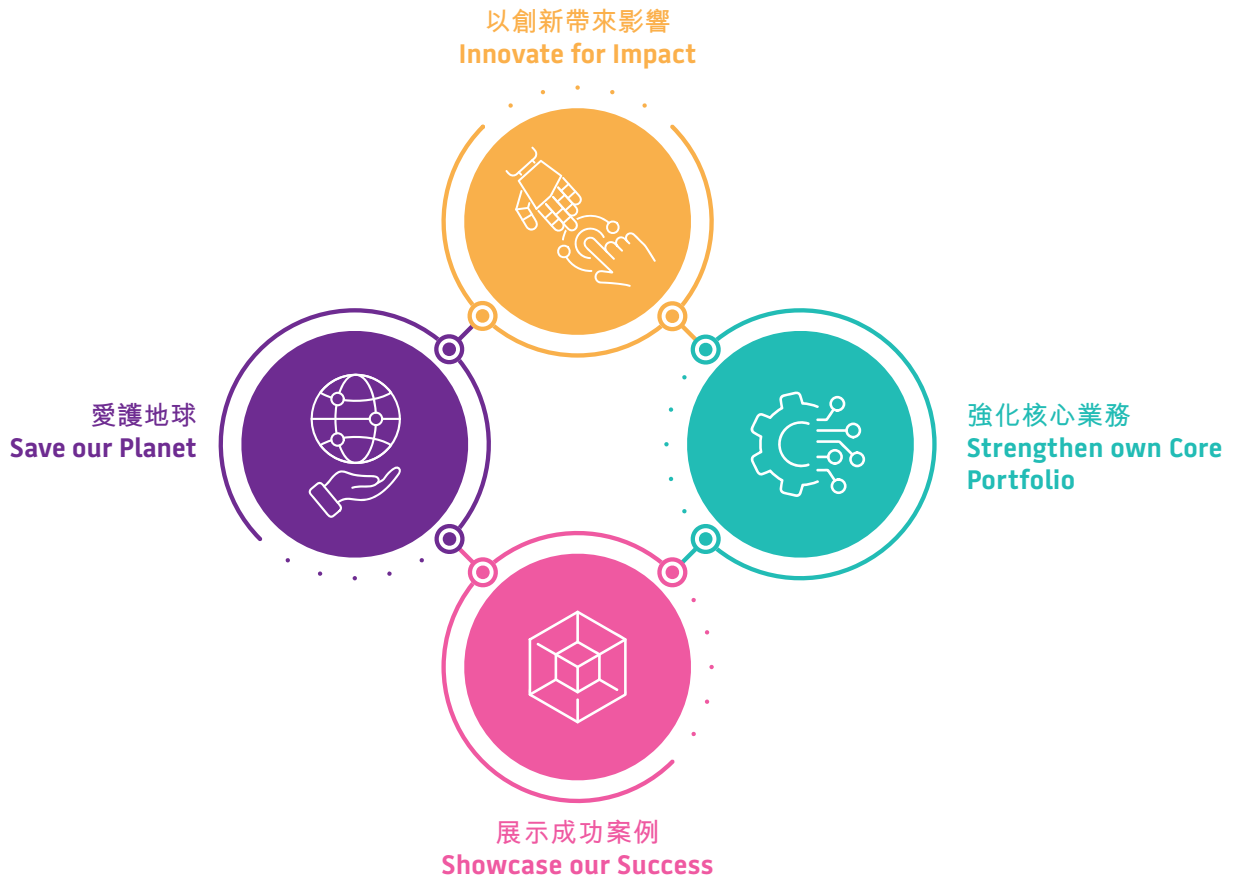 以創新帶來影響
Innovate for Impact
愛護地球
Save our Planet
強化核心業務
Strengthen own Core
Portfolio
展示成功案例
Showcase our Success